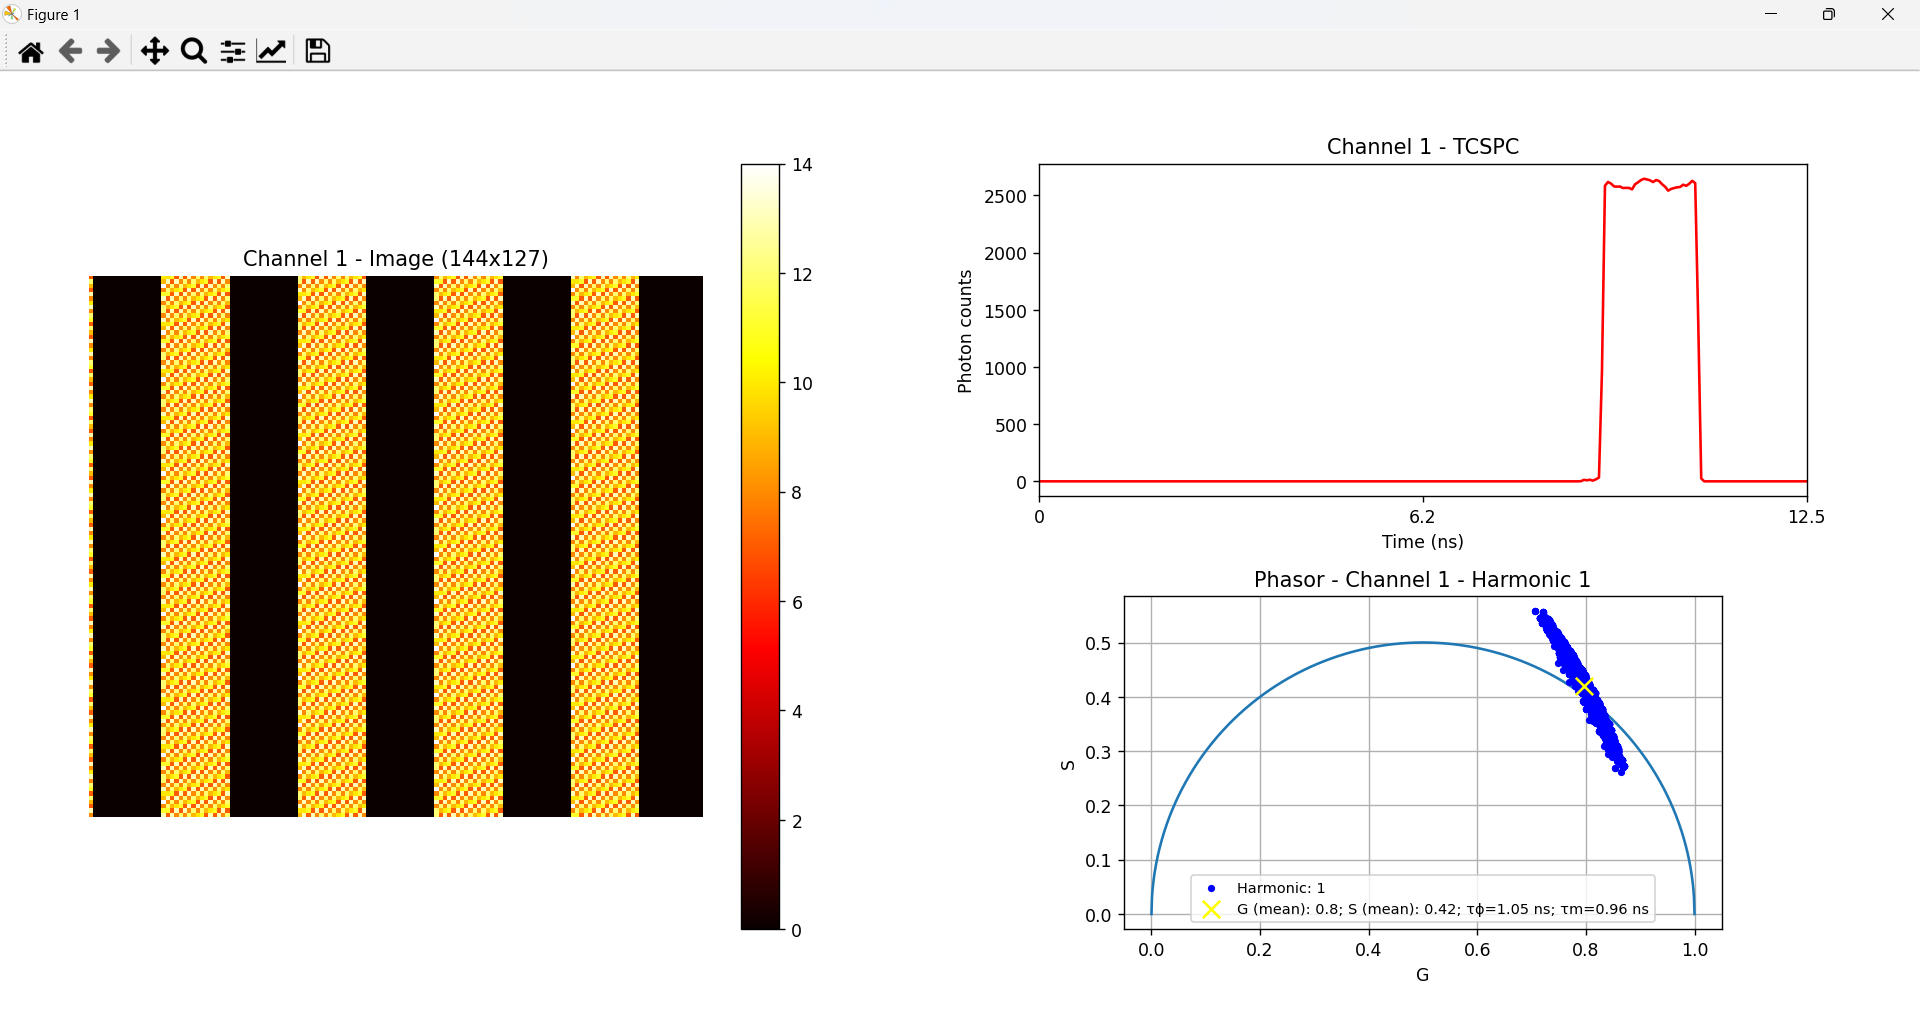 Figure 1
Channel 1 - Image (144x127)
14
12
10
8
6
4
2
0
Channel 1 - TCSPC
Photon counts
2500
2000
1500
1000
500
0
0
6.2
12.5
Time (ns)
Phasor - Channel 1 - Harmonic 1
S
0.5
0.4
0.3
0.2
0.1
0.0
Harmonic: 1
G (mean): 0.8; S (mean): 0.42; τϕ=1.05 ns; τm=0.96 ns
0.0
0.2
0.4
0.6
0.8
1.0
G